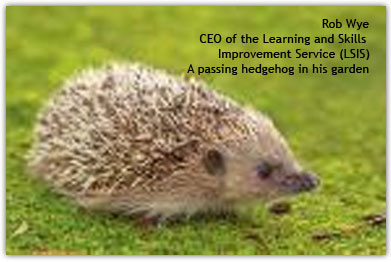 Rob Wye
CEO of the Learning and Skills
Improvement Service (LSIS)
A passing hedgehog in his garden